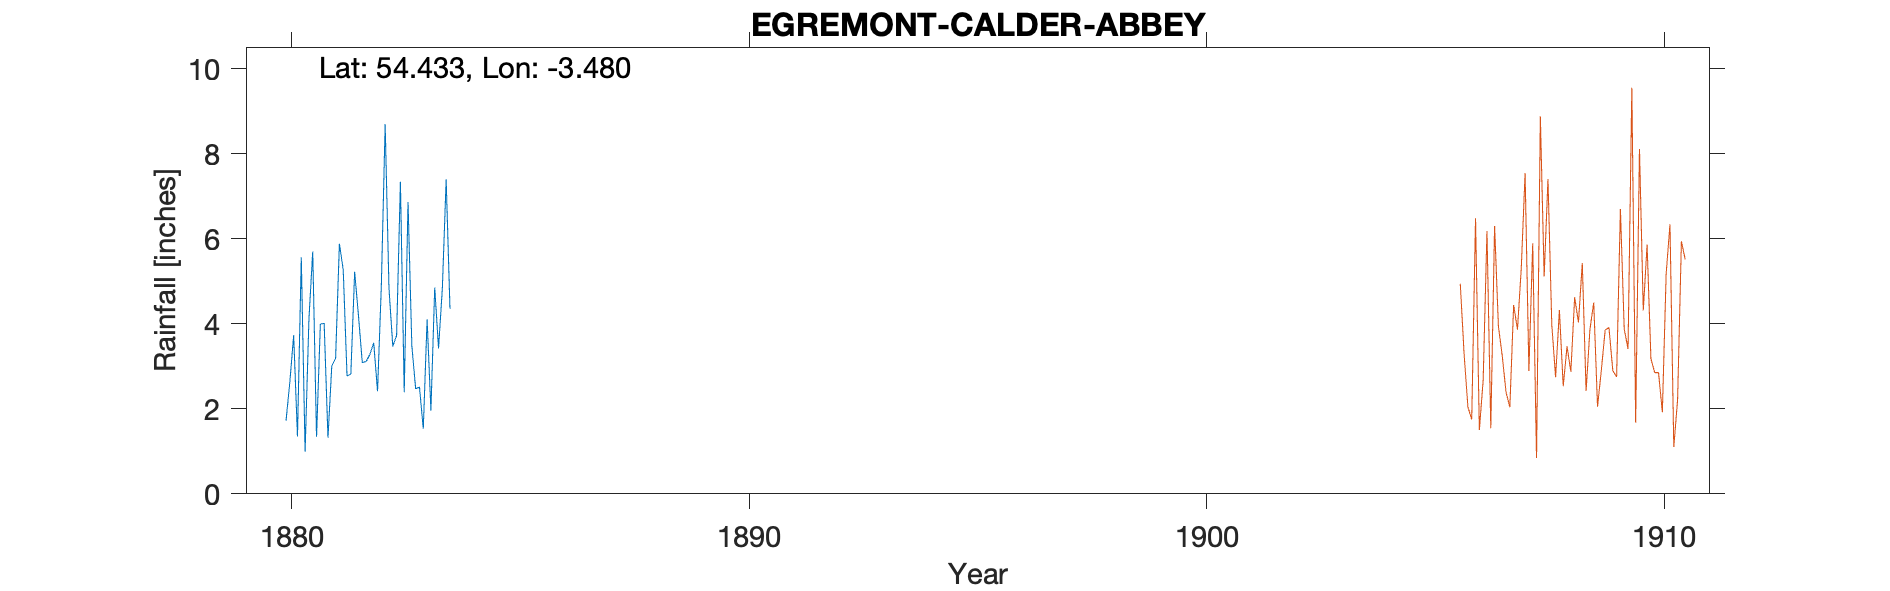 EGREMONT-CALDER-ABBEY
Lat: 54.433, Lon: -3.480
10
8
6
4
2
0
Rainfall [inches]
1880 1890 1900 1910
Year